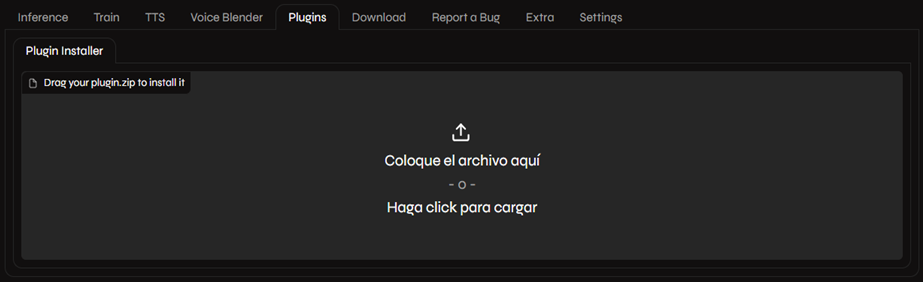 Inference Train TTS Voice Blender Plugins Download Report a Bug Extra Settings
Plugin Installer
Drag your plugin.zip to install it
Coloque el archivo aquí
- o -
Haga click para cargar